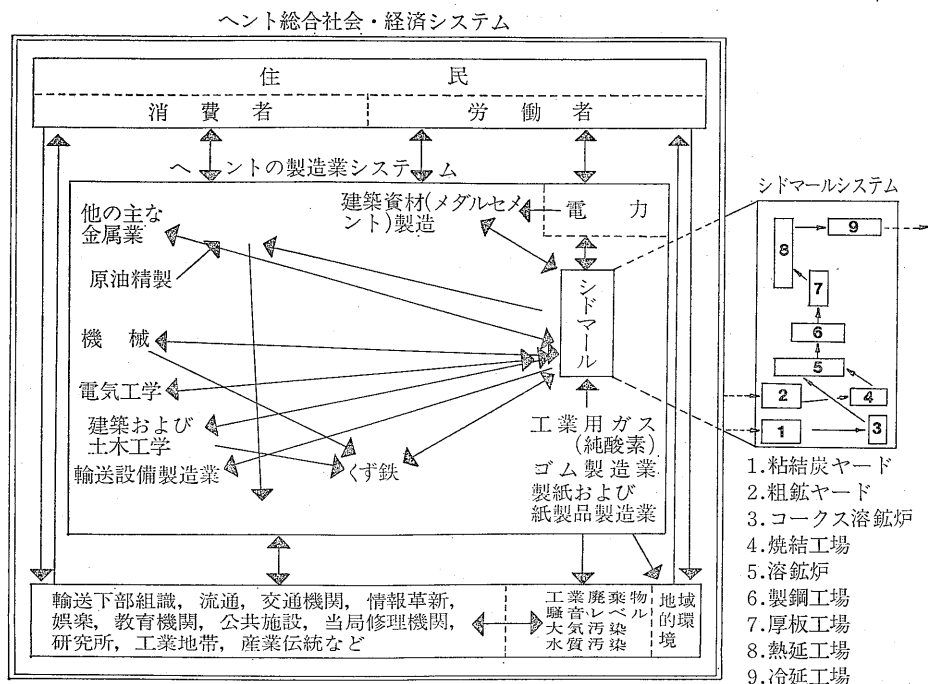 ヘント総合社会・経済システム
住民
消費者
労働者
ヘントの製造業システム
他の主な
金属業
原油精製
機械
電気工学
建築および
土木工学
輸送設備製造業
くず鉄
建築資材(メダルセメ
ント)製造
電力
シドマール
工業用ガス
(純酸素)
ゴム製造業
製紙および
紙製品製造業
輸送下部組識，流通，交通機関，情報革新，
娯楽，教育機関，公共施設，当局修理機関，
研究所，工業地帯，産業伝統など
工業廃棄物
騒音レベル
大気汚染
水質汚染
地域
的環
境
シドマールシステム
8
9
7
6
5
2
4
1
3
1.粘結炭ヤード
2.粗鉱ヤード
3.コークス溶鉱炉
4.焼結工場
5.溶鉱炉
6.製鋼工場
7.厚板工場
8.熱延工場
9.冷延工場